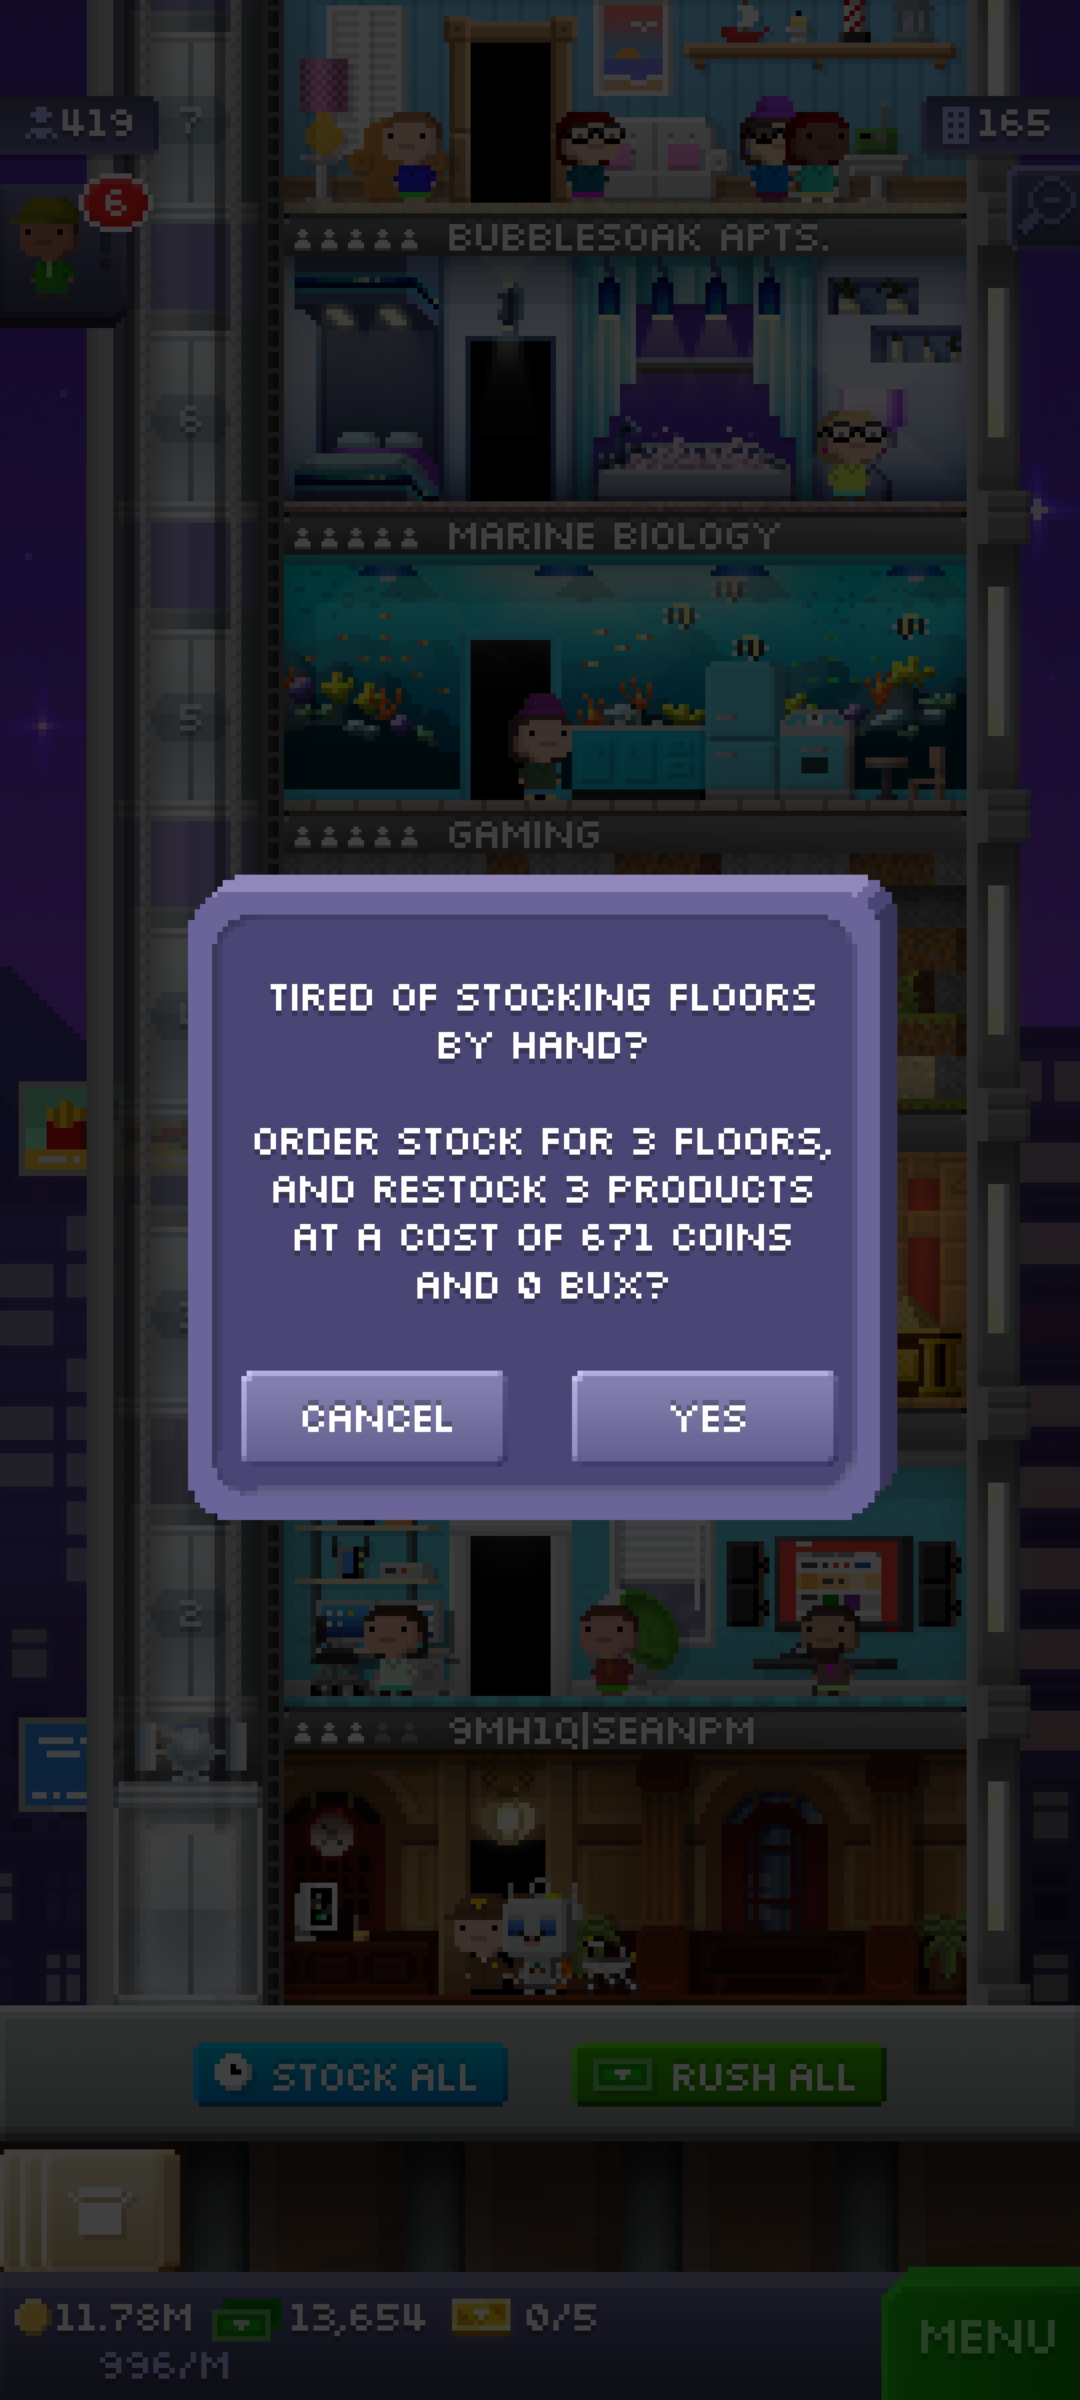 419
7
165
6
BUBBLESOAK APTS.
6
MARINE BIOLOGY
5
GAMING
TIRED OF STOCKING FLOORS
BY HAND?
ORDER STOCK FOR 3 FLOORS,
AND RESTOCK 3 PRODUCTS
AT A COST OF 671 COINS
AND 0 BUX?
CANCEL
YES
2
9MH1Q|SEANPM
STOCK ALL
RUSH ALL
11.78M
13,654
0/5
996/M
MENU